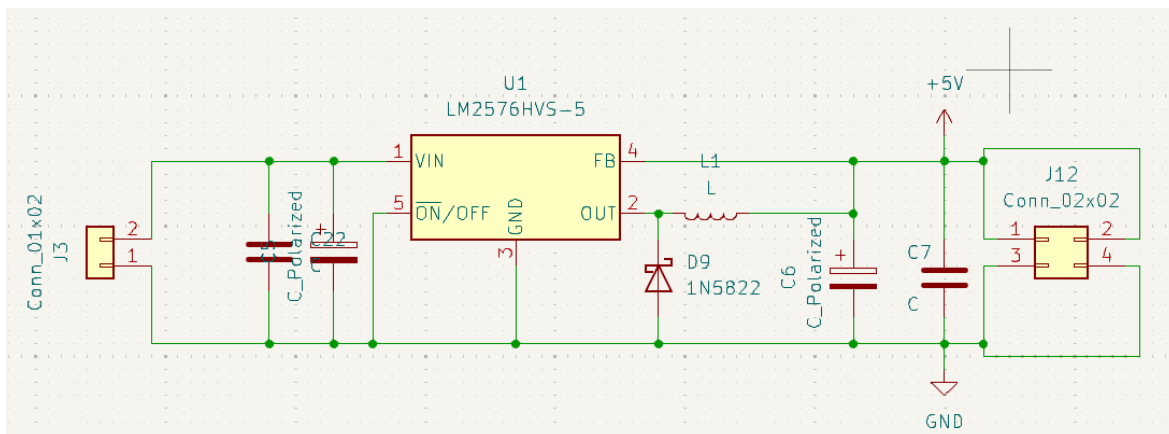 U1
LM2576HVS-5
+5V
1
VIN
FB
4
L1
L
J12
Conn_02x02
5
ON/OFF
GND
OUT
2
3
Conn_01x02
J3
2
1
C_Polarized
+
C22
D9
1N5822
C6
C_Polarized
+
C7
C
1
2
3
4
GND